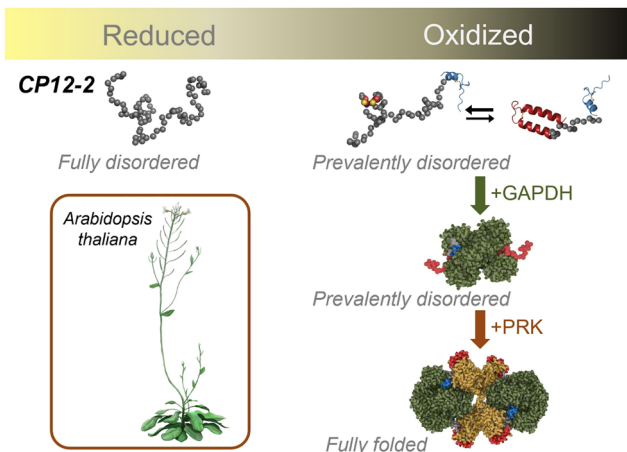 Reduced
Oxidized
CP12-2
Fully disordered
Prevalently disordered
+GAPDH
Arabidopsis
thaliana
Prevalently disordered
+PRK
Fully folded